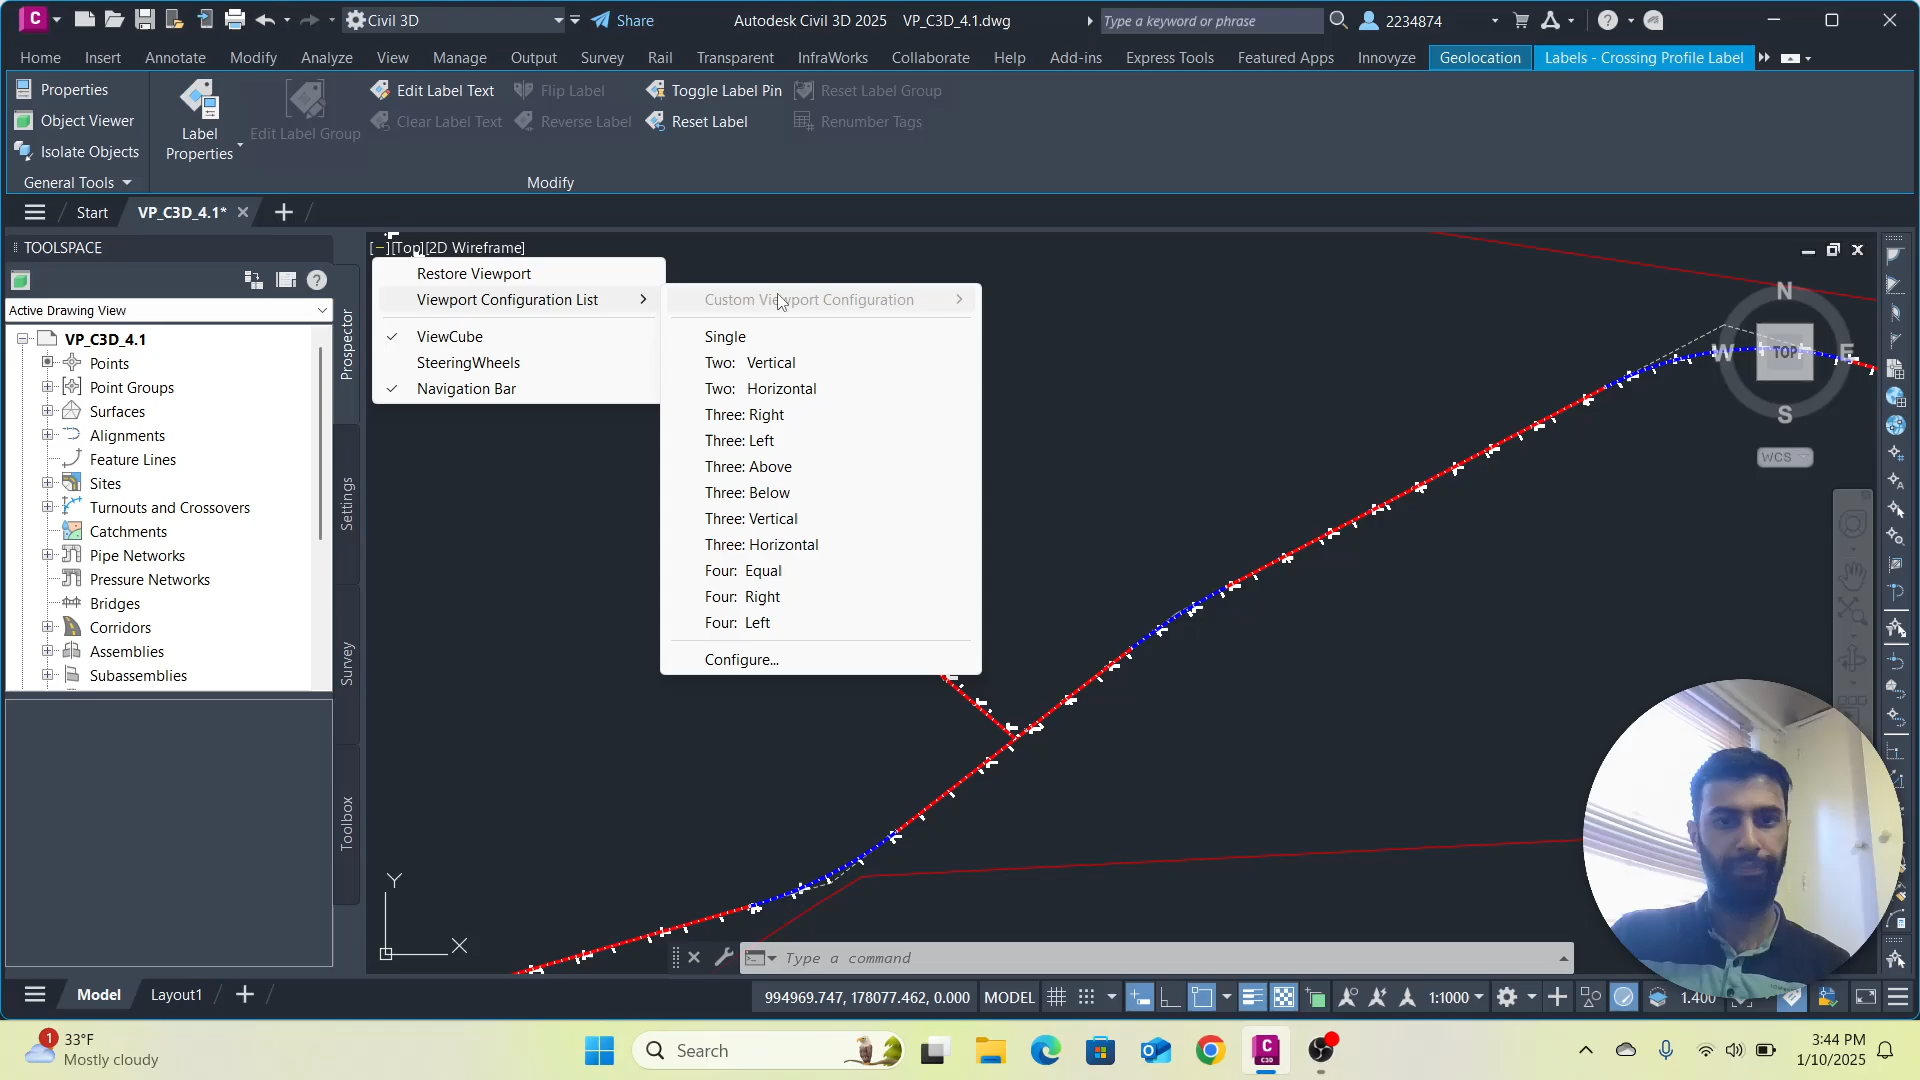 Civil 3D
Share
Autodesk Civil 3D 2025 VP_C3D_4.1.dwg
Type a keyword or phrase
2234874
Home Insert Annotate Modify Analyze View Manage Output Survey Rail Transparent InfraWorks Collaborate Help Add-ins Express Tools Featured Apps Innovyze Geolocation Labels - Crossing Profile Label
Properties
Object Viewer
Isolate Objects
General Tools
Label
Properties
Edit Label Group
Edit Label Text
Clear Label Text
Flip Label
Reverse Label
Toggle Label Pin
Reset Label
Reset Label Group
Renumber Tags
Modify
Start
VP_C3D_4.1*
TOOLSPACE
Active Drawing View
VP_C3D_4.1
Points
Point Groups
Surfaces
Alignments
Feature Lines
Sites
Turnouts and Crossovers
Catchments
Pipe Networks
Pressure Networks
Bridges
Corridors
Assemblies
Subassemblies
Prospector
Settings
Survey
Toolbox
[−][Top][2D Wireframe]
Restore Viewport
Viewport Configuration List
ViewCube
SteeringWheels
Navigation Bar
Custom Viewport Configuration
Single
Two: Vertical
Two: Horizontal
Three: Right
Three: Left
Three: Above
Three: Below
Three: Vertical
Three: Horizontal
Four: Equal
Four: Right
Four: Left
Configure...
N
W TOP E
S
WCS
Y
X
Type a command
Model
Layout1
994969.747, 178077.462, 0.000
MODEL
1:1000
1.400
1
33°F
Mostly cloudy
Search
C3D
3:44 PM
1/10/2025